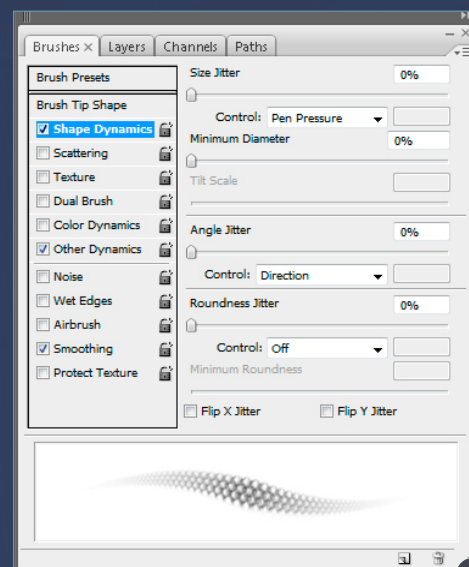 Brushes × Layers Channels Paths
Brush Presets
Brush Tip Shape
Shape Dynamics
Scattering
Texture
Dual Brush
Color Dynamics
Other Dynamics
Noise
Wet Edges
Airbrush
Smoothing
Protect Texture
Size Jitter 0%
Control: Pen Pressure
Minimum Diameter 0%
Tilt Scale
Angle Jitter 0%
Control: Direction
Roundness Jitter 0%
Control: Off
Minimum Roundness
Flip X Jitter Flip Y Jitter